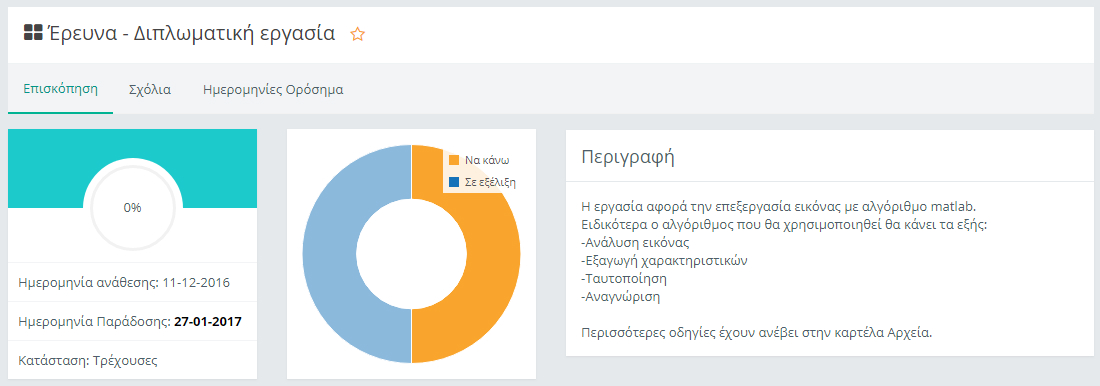 Έρευνα - Διπλωματική εργασία
Επισκόπηση
Σχόλια
Ημερομηνίες Ορόσημα
0%
Ημερομηνία ανάθεσης: 11-12-2016
Ημερομηνία Παράδοσης: 27-01-2017
Κατάσταση: Τρέχουσες
Να κάνω
Σε εξέλιξη
Περιγραφή
Η εργασία αφορά την επεξεργασία εικόνας με αλγόριθμο matlab.
Ειδικότερα ο αλγόριθμος που θα χρησιμοποιηθεί θα κάνει τα εξής:
-Ανάλυση εικόνας
-Εξαγωγή χαρακτηριστικών
-Ταυτοποίηση
-Αναγνώριση
Περισσότερες οδηγίες έχουν ανέβει στην καρτέλα Αρχεία.